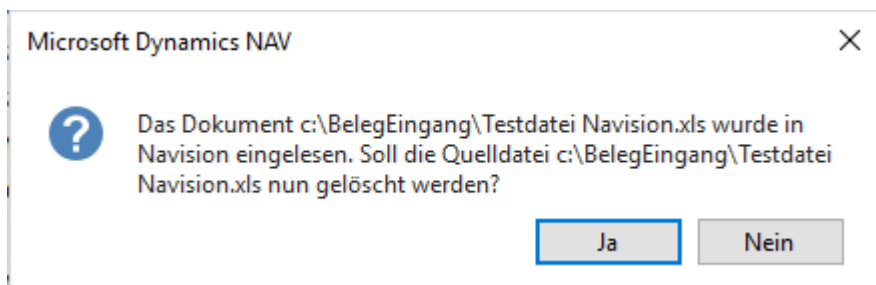 Microsoft Dynamics NAV
Das Dokument c:\BelegEingang\Testdatei Navision.xls wurde in
Navision eingelesen. Soll die Quelldatei c:\BelegEingang\Testdatei
Navision.xls nun gelöscht werden?
Ja
Nein